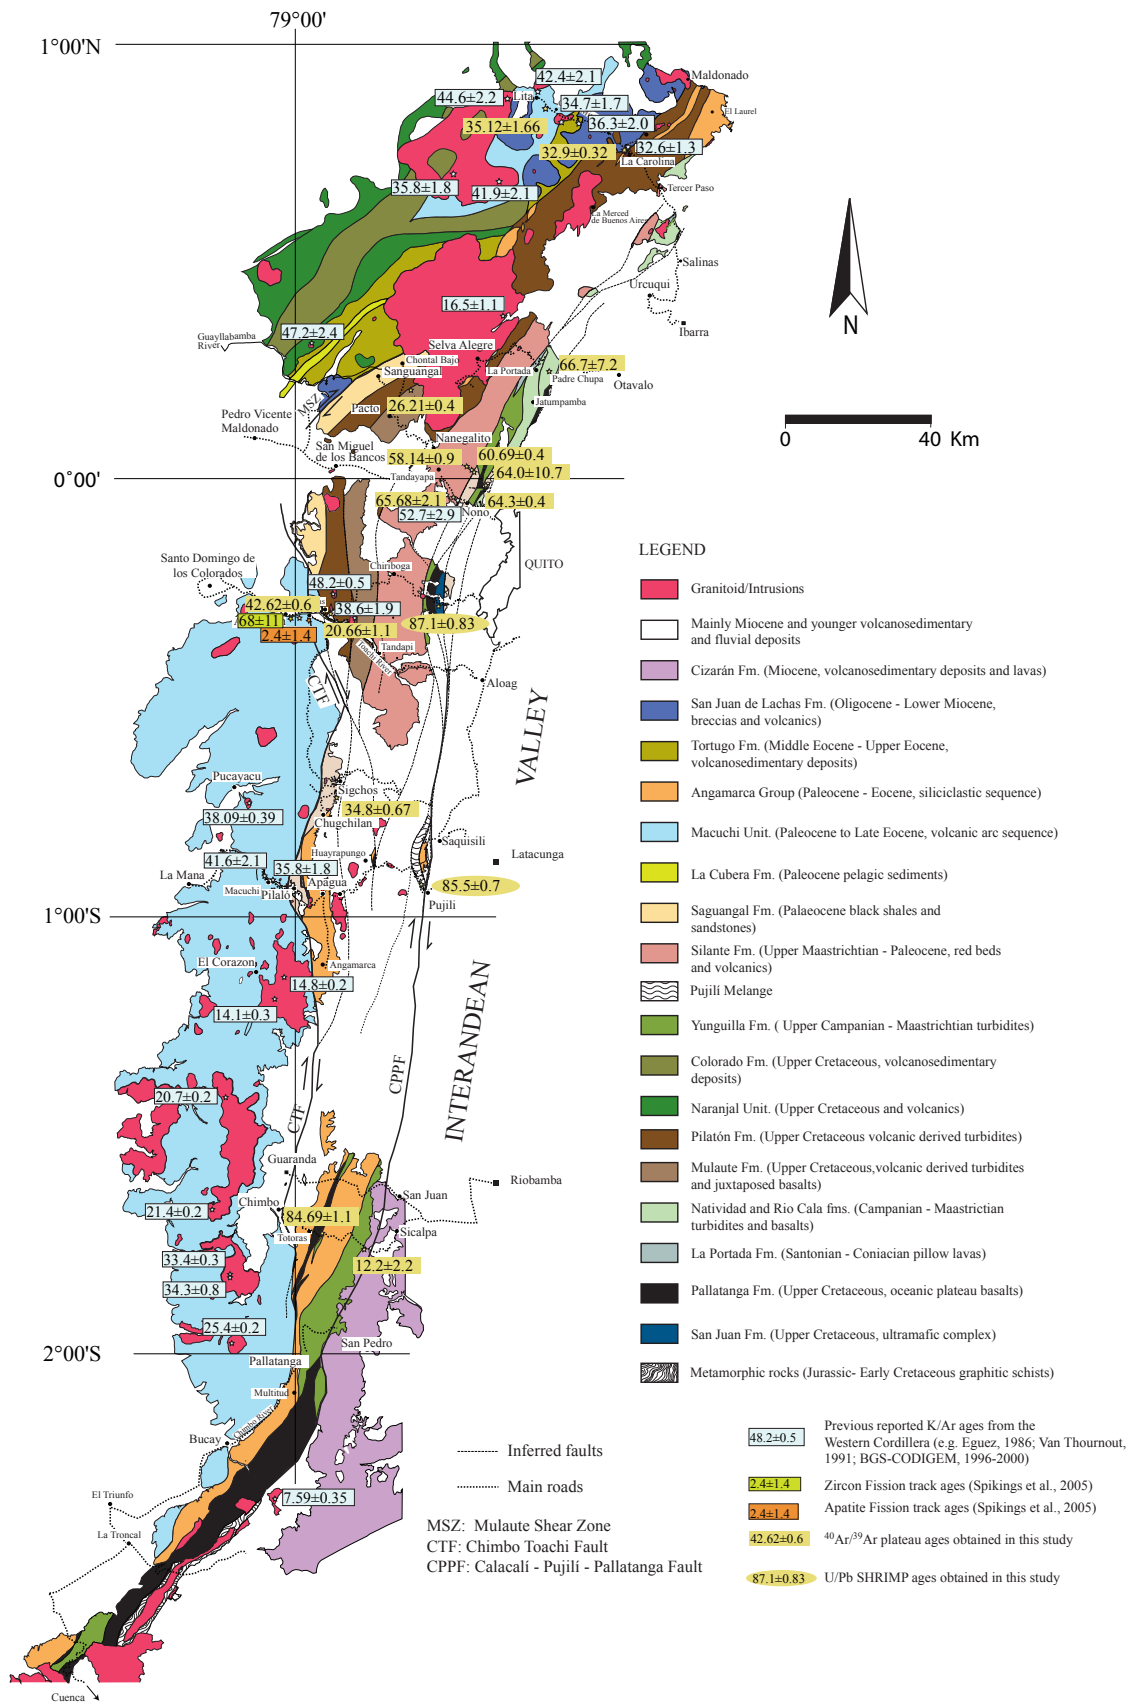 79°00'
1°00'N
Maldonado
42.4±2.1
44.6±2.2
Lita
34.7±1.7
El Laurel
35.12±1.66
36.3±2.0
32.9±0.32
32.6±1.3
La Carolina
35.8±1.8
41.9±2.1
Tercer Paso
La Merced
de Buenos Aires
Salinas
Urcuqui
16.5±1.1
Ibarra
47.2±2.4
Guayllabamba
River
Selva Alegre
Chontal Bajo
Sanguangal
La Portada
66.7±7.2
Padre Chupa
Otavalo
MSZ
Pacto
26.21±0.4
Jatumpamba
Pedro Vicente
Maldonado
Nanegalito
San Miguel
de los Bancos
58.14±0.9
60.69±0.4
64.0±10.7
Tandayapa
0°00'
65.68±2.1
64.3±0.4
52.7±2.9
Nono
Santo Domingo de
los Colorados
Chiriboga
QUITO
48.2±0.5
42.62±0.6
38.6±1.9
68±11
20.66±1.1
87.1±0.83
2.4±1.4
Tandapi
Toachi River
CTF
Aloag
VALLEY
Pucayacu
Sigchos
34.8±0.67
38.09±0.39
Chugchilan
Saquisili
41.6±2.1
Huayrapungo
Latacunga
La Mana
35.8±1.8
Macuchi
Pilaló
Apagua
85.5±0.7
Pujili
1°00'S
El Corazon
Angamarca
14.8±0.2
14.1±0.3
INTERANDEAN
CPPF
20.7±0.2
CTF
Guaranda
Riobamba
San Juan
Chimbo
21.4±0.2
84.69±1.1
Totoras
Sicalpa
33.4±0.3
12.2±2.2
34.3±0.8
25.4±0.2
San Pedro
2°00'S
Pallatanga
Multitud
Chimbo River
Bucay
El Triunfo
7.59±0.35
La Troncal
Cuenca
N
0 40 Km
LEGEND
Granitoid/Intrusions
Mainly Miocene and younger volcanosedimentary
and fluvial deposits
Cizarán Fm. (Miocene, volcanosedimentary deposits and lavas)
San Juan de Lachas Fm. (Oligocene - Lower Miocene,
breccias and volcanics)
Tortugo Fm. (Middle Eocene - Upper Eocene,
volcanosedimentary deposits)
Angamarca Group (Paleocene - Eocene, siliciclastic sequence)
Macuchi Unit. (Paleocene to Late Eocene, volcanic arc sequence)
La Cubera Fm. (Paleocene pelagic sediments)
Saguangal Fm. (Palaeocene black shales and
sandstones)
Silante Fm. (Upper Maastrichtian - Paleocene, red beds
and volcanics)
Pujilí Melange
Yunguilla Fm. ( Upper Campanian - Maastrichtian turbidites)
Colorado Fm. (Upper Cretaceous, volcanosedimentary
deposits)
Naranjal Unit. (Upper Cretaceous and volcanics)
Pilatón Fm. (Upper Cretaceous volcanic derived turbidites)
Mulaute Fm. (Upper Cretaceous,volcanic derived turbidites
and juxtaposed basalts)
Natividad and Rio Cala fms. (Campanian - Maastrictian
turbidites and basalts)
La Portada Fm. (Santonian - Coniacian pillow lavas)
Pallatanga Fm. (Upper Cretaceous, oceanic plateau basalts)
San Juan Fm. (Upper Cretaceous, ultramafic complex)
Metamorphic rocks (Jurassic- Early Cretaceous graphitic schists)
48.2±0.5
Previous reported K/Ar ages from the
Western Cordillera (e.g. Eguez, 1986; Van Thournout,
1991; BGS-CODIGEM, 1996-2000)
2.4±1.4 Zircon Fission track ages (Spikings et al., 2005)
2.4±1.4 Apatite Fission track ages (Spikings et al., 2005)
42.62±0.6 ⁴⁰Ar/³⁹Ar plateau ages obtained in this study
87.1±0.83 U/Pb SHRIMP ages obtained in this study
Inferred faults
Main roads
MSZ: Mulaute Shear Zone
CTF: Chimbo Toachi Fault
CPPF: Calacalí - Pujilí - Pallatanga Fault